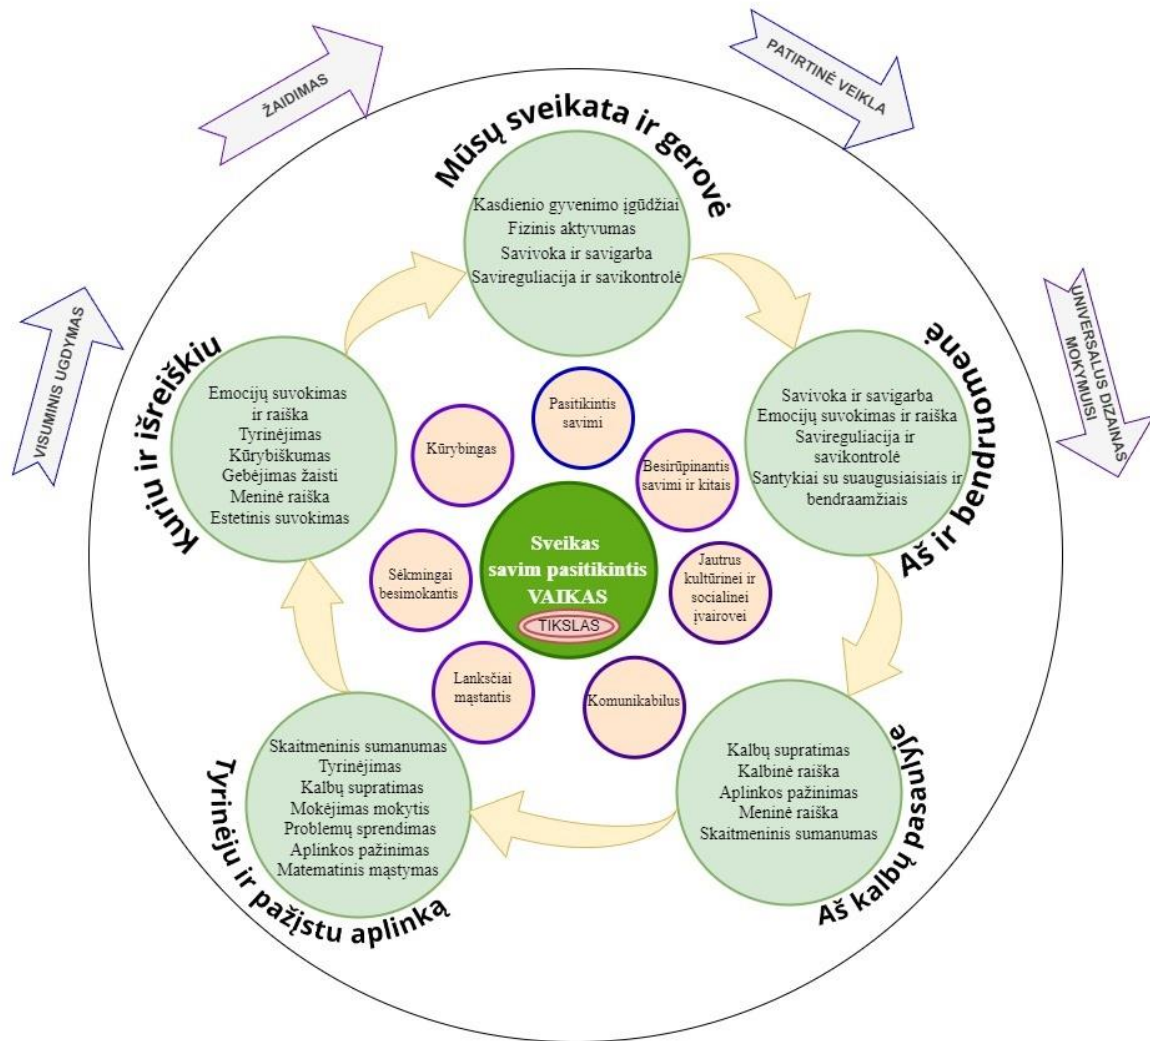 VISUMINIS UGDYMAS
ŽAIDIMAS
PATIRTINĖ VEIKLA
UNIVERSALUS DIZAINAS
MOKYMUISI
Mūsų sveikata ir gerovė
Kasdienio gyvenimo įgūdžiai
Fizinis aktyvumas
Savivoka ir savigarba
Savireguliacija ir savikontrolė
Aš ir bendruomenė
Savivoka ir savigarba
Emocijų suvokimas ir raiška
Savireguliacija ir
savikontrolė
Santykiai su suaugusiaisiais ir
bendraamžiais
Aš kalbų pasaulyje
Kalbų supratimas
Kalbinė raiška
Aplinkos pažinimas
Meninė raiška
Skaitmeninis sumanumas
Tyrinėju ir pažįstu aplinką
Skaitmeninis sumanumas
Tyrinėjimas
Kalbų supratimas
Mokėjimas mokytis
Problemų sprendimas
Aplinkos pažinimas
Matematinis mąstymas
Kuriu ir išreiškiu
Emocijų suvokimas
ir raiška
Tyrinėjimas
Kūrybiškumas
Gebėjimas žaisti
Meninė raiška
Estetinis suvokimas
Pasitikintis
savimi
Besirūpinantis
savimi ir kitais
Jautrus
kultūrinei ir
socialinei
įvairovei
Komunikabilus
Lanksčiai
mąstantis
Sėkmingai
besimokantis
Kūrybingas
Sveikas
savim pasitikintis
VAIKAS
TIKSLAS